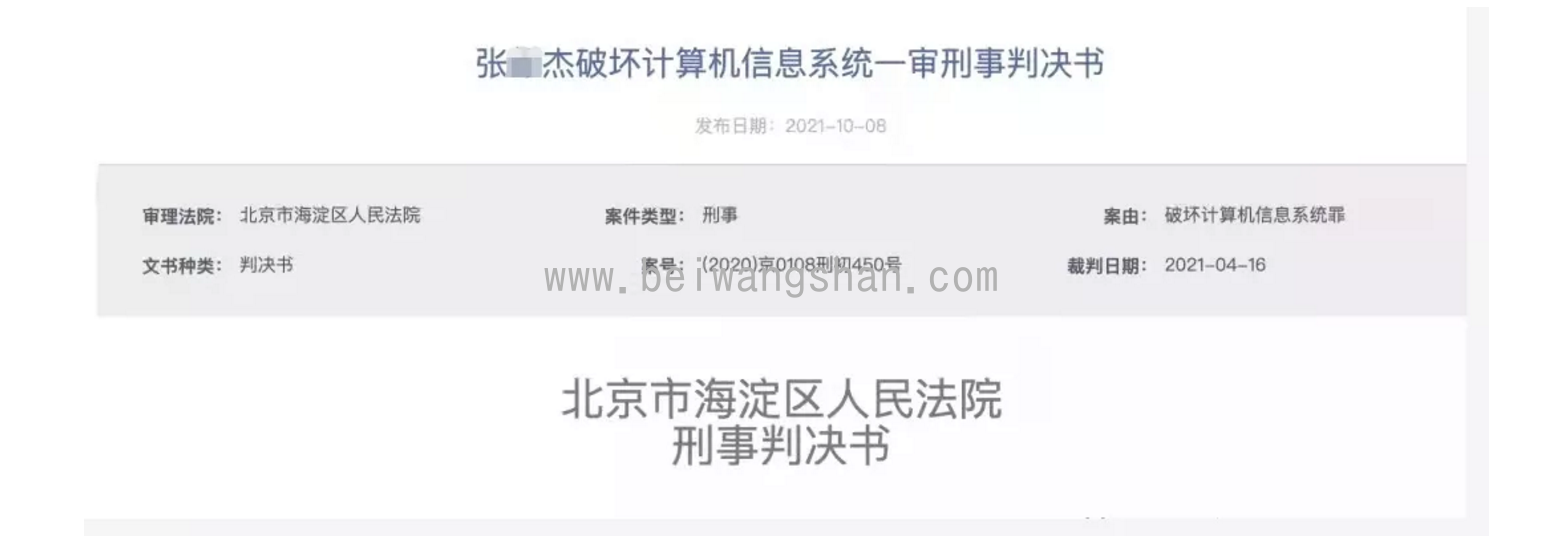 张杰破坏计算机信息系统一审刑事判决书
发布日期：2021-10-08
审理法院： 北京市海淀区人民法院 案件类型： 刑事 案由： 破坏计算机信息系统罪
文书种类： 判决书 案号： (2020)京0108刑初450号 裁判日期： 2021-04-16
www.beiwangshan.com
北京市海淀区人民法院
刑事判决书